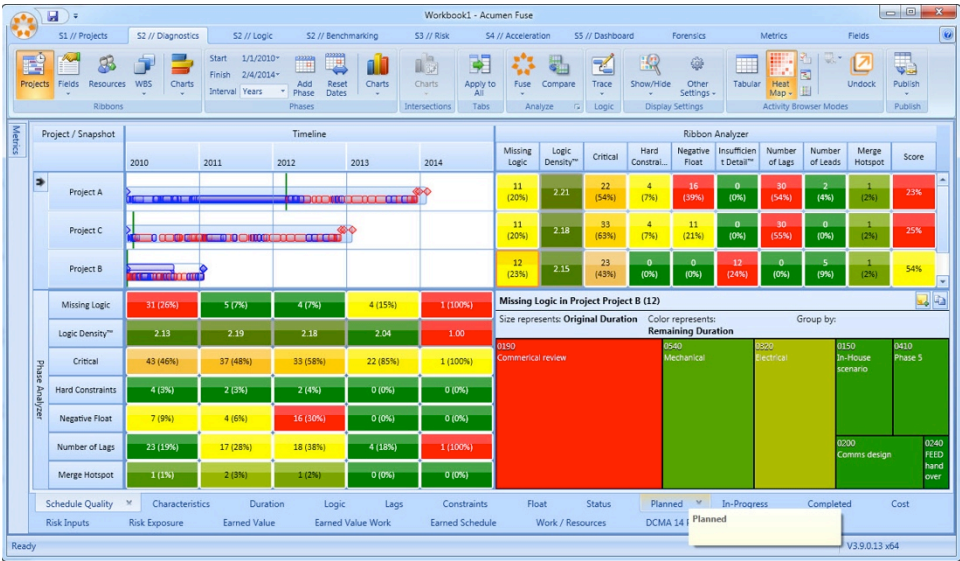 Workbook1 - Acumen Fuse
S1 // Projects S2 // Diagnostics S2 // Logic S2 // Benchmarking S3 // Risk S4 // Acceleration S5 // Dashboard Forensics Metrics Fields
Start 1/1/2010
Finish 2/4/2014
Interval Years
Projects Fields Resources WBS Charts Add Phase Reset Dates Charts Charts Apply to All Fuse Compare Trace Show/Hide Other Settings Tabular Heat Map Undock Publish
Ribbons Phases Intersections Tabs Analyze Logic Display Settings Activity Browser Modes Publish
Metrics
Project / Snapshot Timeline Ribbon Analyzer
2010 2011 2012 2013 2014
Missing Logic Logic Density™ Critical Hard Constrai... Negative Float Insufficien t Detail™ Number of Lags Number of Leads Merge Hotspot Score
Project A 11 (20%) 2.21 22 (54%) 4 (7%) 16 (39%) 0 (0%) 30 (54%) 2 (4%) 1 (2%) 23%
Project C 11 (20%) 2.18 33 (63%) 4 (7%) 11 (21%) 0 (0%) 30 (55%) 0 (0%) 1 (2%) 25%
Project B 12 (23%) 2.15 23 (43%) 0 (0%) 0 (0%) 12 (24%) 0 (0%) 5 (9%) 1 (2%) 54%
Phase Analyzer
Missing Logic 31 (26%) 5 (7%) 4 (7%) 4 (15%) 1 (100%)
Logic Density™ 2.13 2.19 2.18 2.04 1.00
Critical 43 (46%) 37 (48%) 33 (58%) 22 (85%) 1 (100%)
Hard Constraints 4 (3%) 2 (3%) 2 (4%) 0 (0%) 0 (0%)
Negative Float 7 (9%) 4 (6%) 16 (30%) 0 (0%) 0 (0%)
Number of Lags 23 (19%) 17 (28%) 18 (38%) 4 (18%) 1 (100%)
Merge Hotspot 1 (1%) 2 (3%) 1 (2%) 0 (0%) 0 (0%)
Missing Logic in Project Project B (12)
Size represents: Original Duration Color represents: Remaining Duration Group by:
0190
Commerical review
0540
Mechanical
0320
Electrical
0150
In-House
scenario
0410
Phase 5
0200
Comms design
0240
FEED
hand
over
Schedule Quality Characteristics Duration Logic Lags Constraints Float Status Planned In-Progress Completed Cost
Risk Inputs Risk Exposure Earned Value Earned Value Work Earned Schedule Work / Resources DCMA 14
Planned
Ready V3.9.0.13 x64